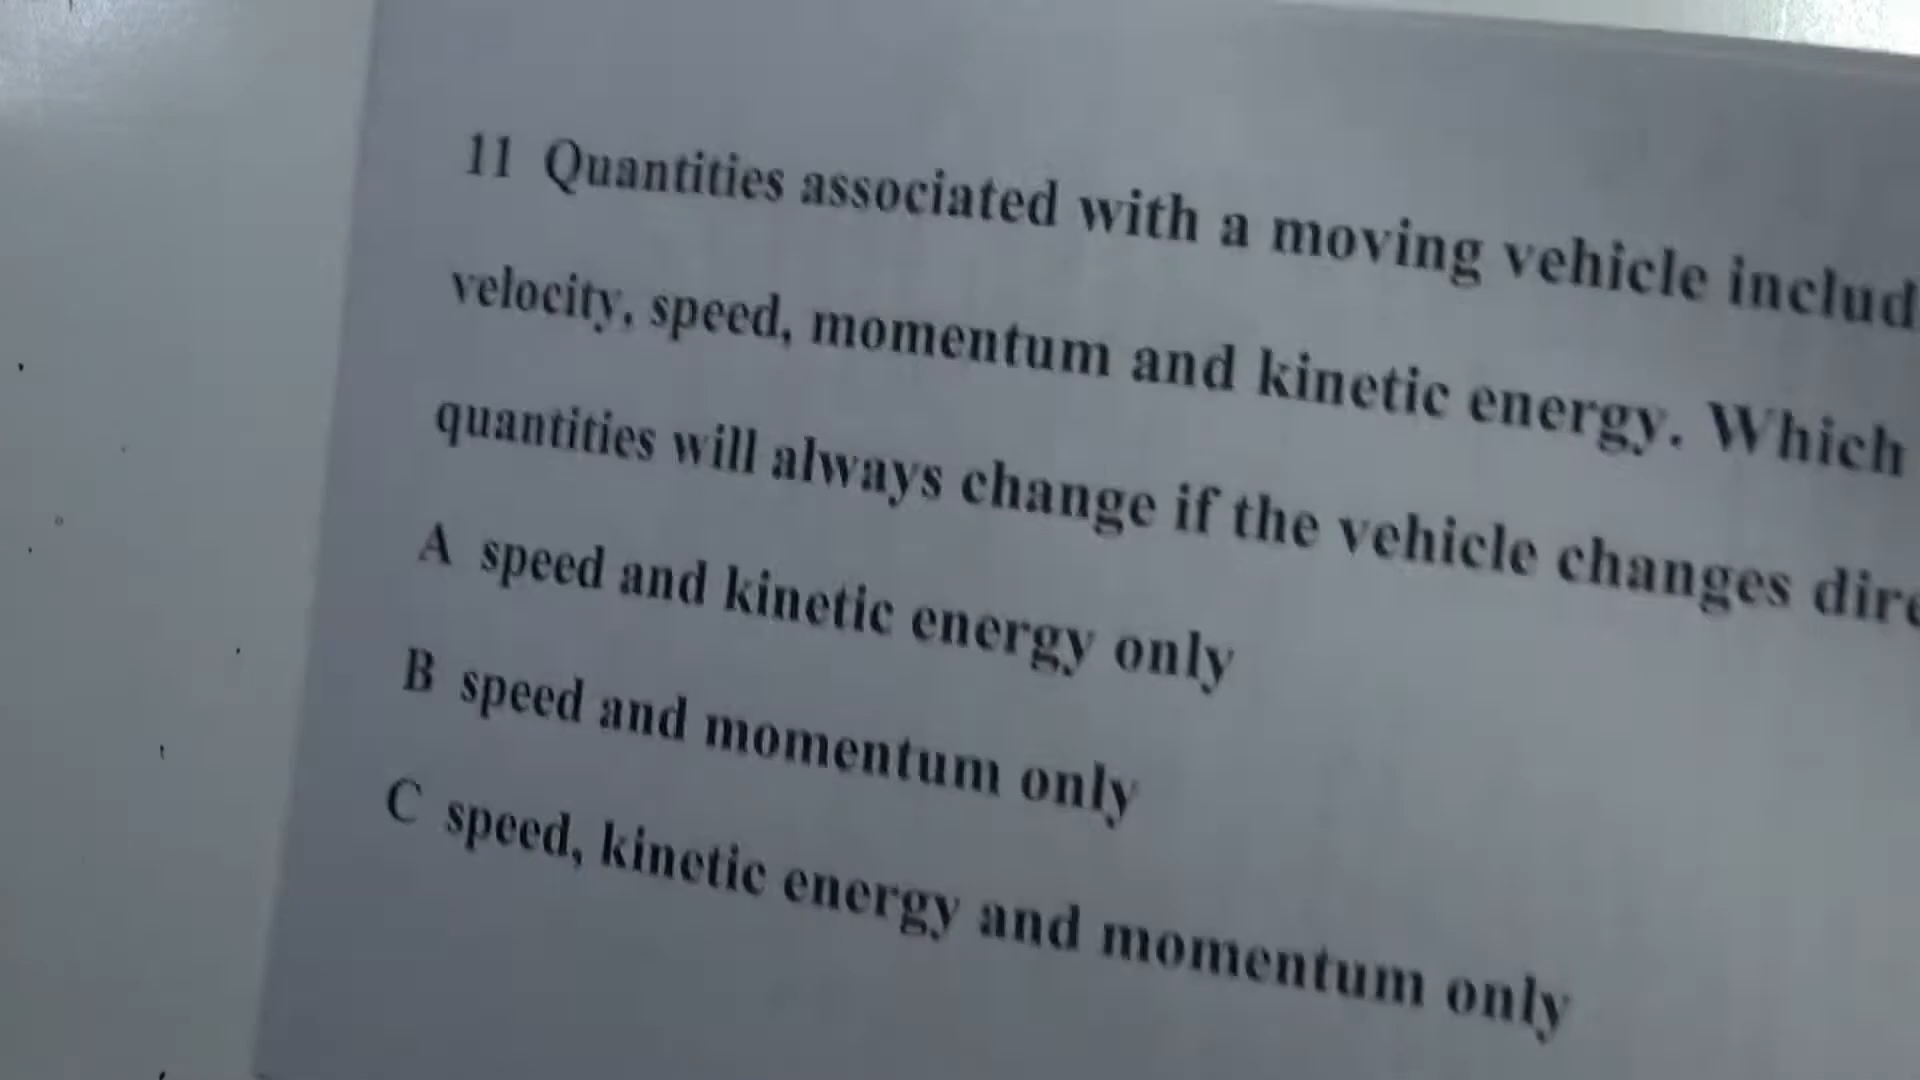 11 Quantities associated with a moving vehicle includ
velocity, speed, momentum and kinetic energy. Which
quantities will always change if the vehicle changes dire
A speed and kinetic energy only
B speed and momentum only
C speed, kinetic energy and momentum only